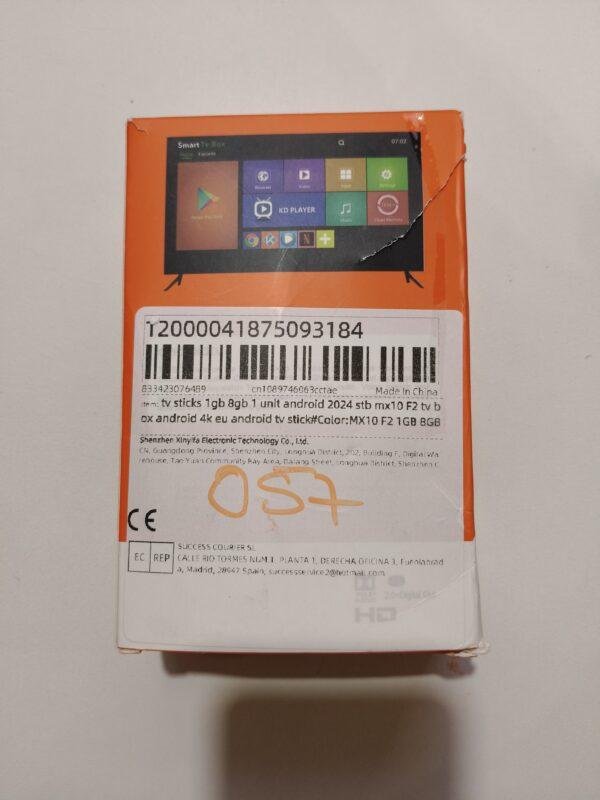 Smart Tv Box
07:02
KD PLAYER
Music
T2000041875093184
833423076489 cn1089746063cctae Made In China
Item: tv sticks 1gb 8gb 1 unit android 2024 stb mx10 F2 tv b
ox android 4k eu android tv stick#Color:MX10 F2 1GB 8GB
Shenzhen Xinyifa Electronic Technology Co., Ltd.
CN, Guangdong Province, Shenzhen City, Longhua District, 202, Building F, Digital Wa
rehouse, Tao Yuan Community Bay Area, Dalang Street, Longhua District, Shenzhen C
057
CE
EC REP
SUCCESS COURIER SL
CALLE RIO TORMES NUM.1, PLANTA 1, DERECHA OFICINA 3, Fuenlabrad
a, Madrid, 28947 Spain, successservice2@hotmail.com
HD